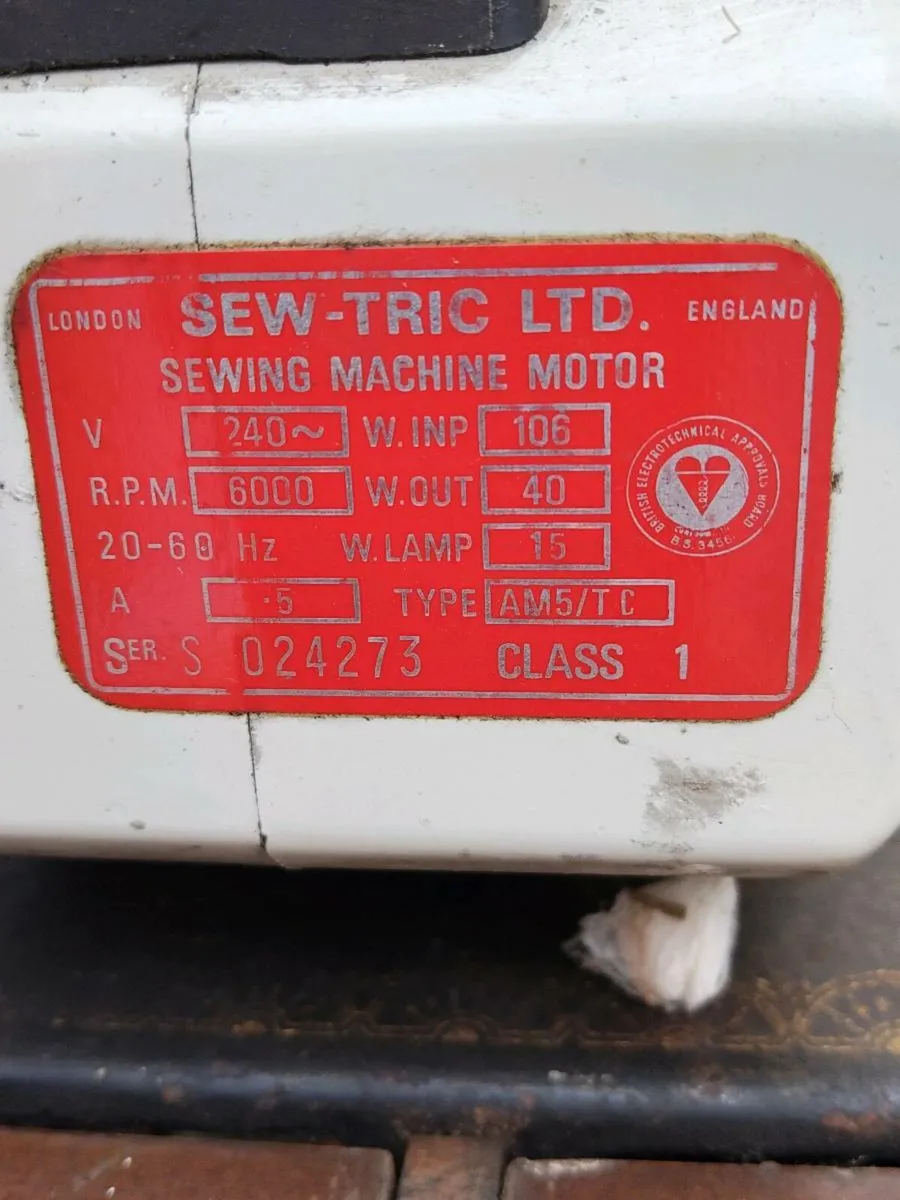 LONDON SEW-TRIC LTD. ENGLAND
SEWING MACHINE MOTOR
V 240~ W.INP 106
R.P.M. 6000 W.OUT 40
20-60 Hz W.LAMP 15
A ·5 TYPE AM5/TC
SER. S 024273 CLASS 1
BRITISH ELECTROTECHNICAL APPROVALS BOARD
B.S. 3456